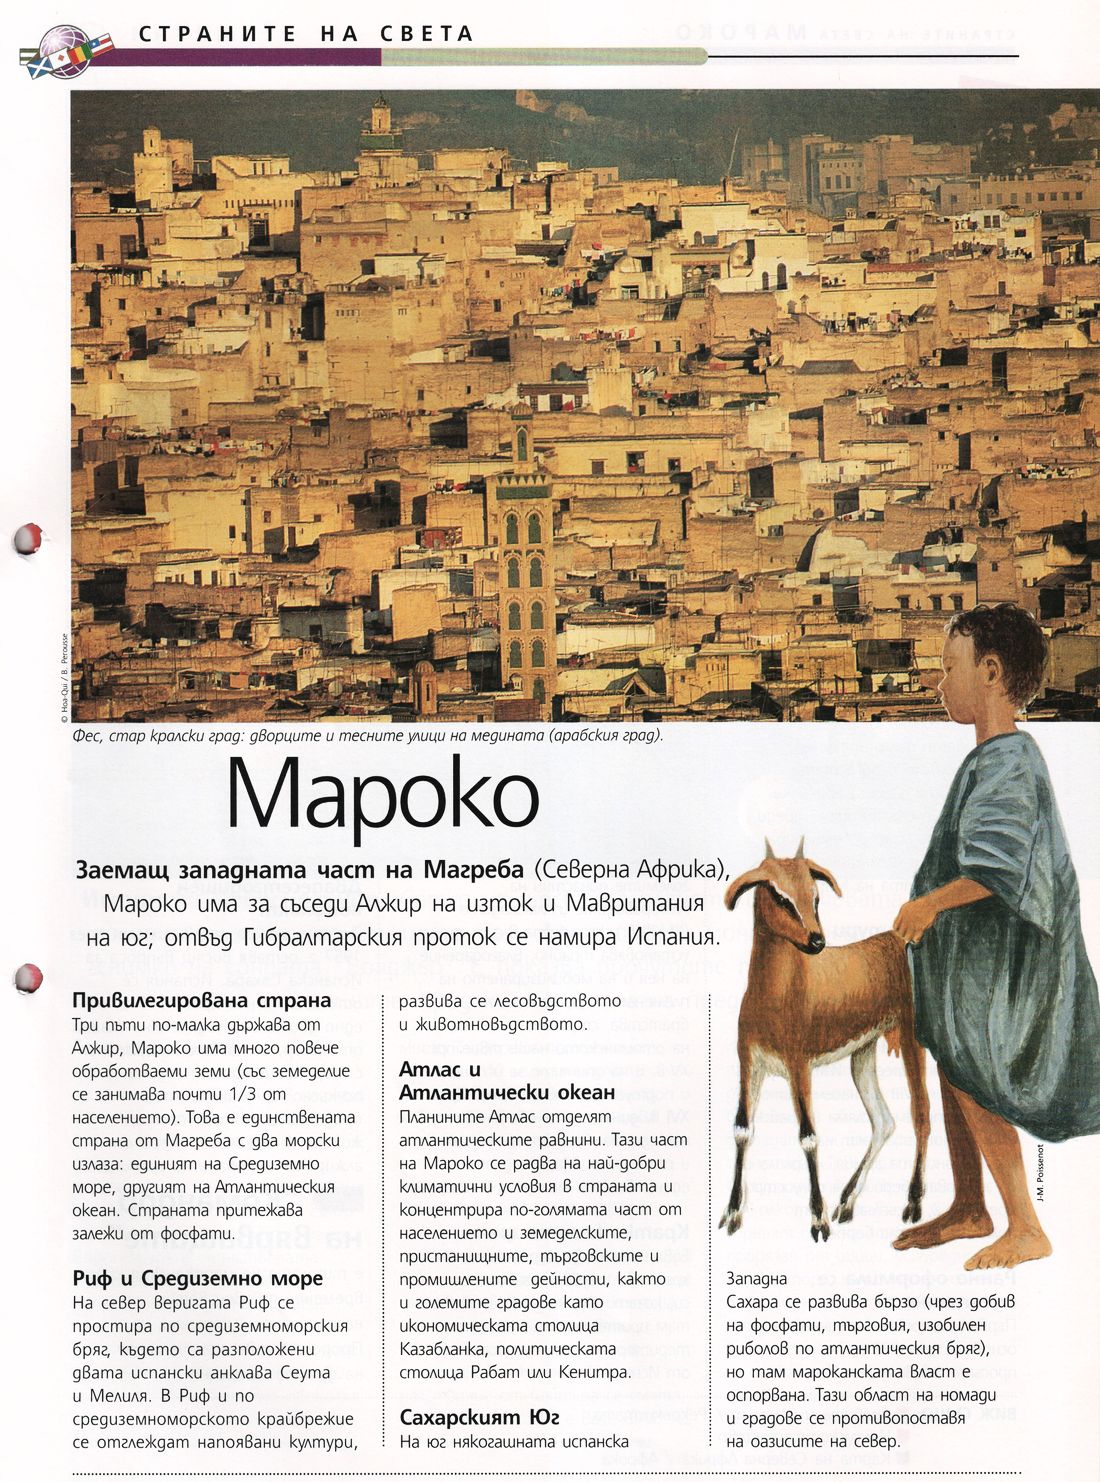 СТРАНИТЕ НА СВЕТА
© Hoa-Qui / B. Perousse
Фес, стар кралски град: дворците и тесните улици на медината (арабския град).
Мароко
Заемащ западната част на Магреба (Северна Африка),
Мароко има за съседи Алжир на изток и Мавритания
на юг; отвъд Гибралтарския проток се намира Испания.
Привилегирована страна
Три пъти по-малка държава от
Алжир, Мароко има много повече
обработваеми земи (със земеделие
се занимава почти 1/3 от
населението). Това е единствената
страна от Магреба с два морски
излаза: единият на Средиземно
море, другият на Атлантическия
океан. Страната притежава
залежи от фосфати.
Риф и Средиземно море
На север веригата Риф се
простира по средиземноморския
бряг, където са разположени
двата испански анклава Сеута
и Мелиля. В Риф и по
средиземноморското крайбрежие
се отглеждат напоявани култури,
развива се лесовъдството
и животновъдството.
Атлас и
Атлантически океан
Планините Атлас отделят
атлантическите равнини. Тази част
на Мароко се радва на най-добри
климатични условия в страната и
концентрира по-голямата част от
населението и земеделските,
пристанищните, търговските и
промишлените дейности, както
и големите градове като
икономическата столица
Казабланка, политическата
столица Рабат или Кенитра.
Сахарският Юг
На юг някогашната испанска
J-M. Poissenot
Западна
Сахара се развива бързо (чрез добив
на фосфати, търговия, изобилен
риболов по атлантическия бряг),
но там мароканската власт е
оспорвана. Тази област на номади
и градове се противопоставя
на оазисите на север.